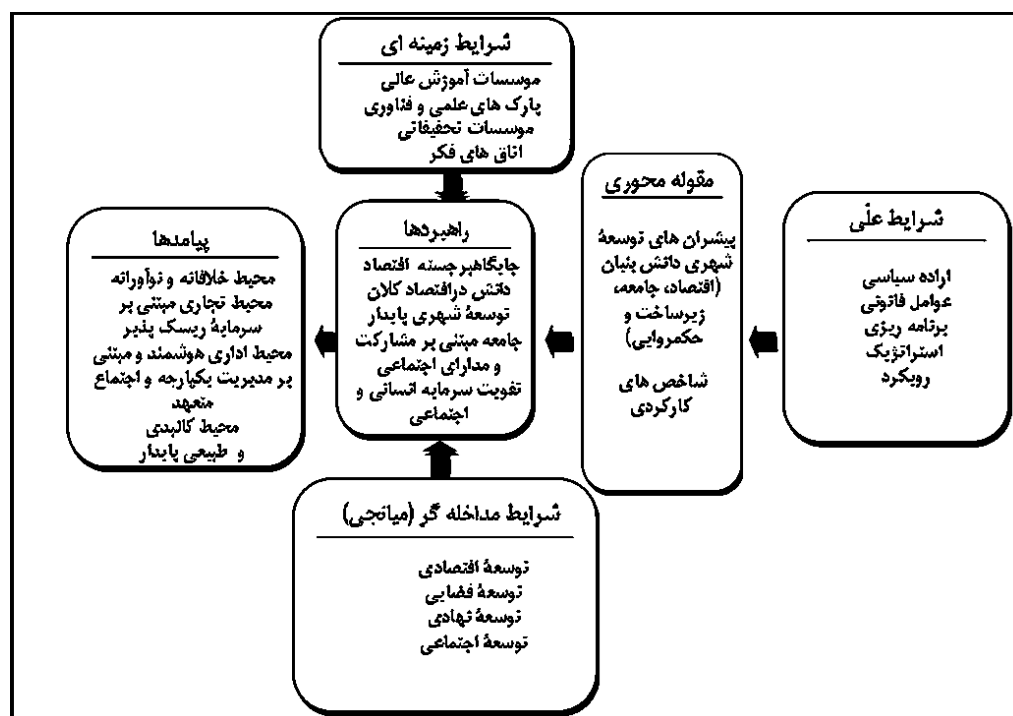 شرایط زمینه ای
موسسات آموزش عالی
پارک های علمی و فناوری
موسسات تحقیقاتی
اتاق های فکر
شرایط علّی
اراده سیاسی
عوامل قانونی
برنامه ریزی
استراتژیک
رویکرد
مقوله محوری
پیشران های توسعهٔ
شهری دانش بنیان
(اقتصاد، جامعه،
زیرساخت و
حکمروایی)
شاخص های
کارکردی
راهبردها
جایگاهبرجسته اقتصاد
دانش دراقتصاد کلان
توسعهٔ شهری پایدار
جامعه مبتنی بر مشارکت
و مدارای اجتماعی
تقویت سرمایه انسانی و
اجتماعی
پیامدها
محیط خلاقانه و نوآورانه
محیط تجاری مبتنی بر
سرمایهٔ ریسک پذیر
محیط اداری هوشمند و مبتنی
بر مدیریت یکپارچه و اجتماع
متعهد
محیط کالبدی
و طبیعی پایدار
شرایط مداخله گر (میانجی)
توسعهٔ اقتصادی
توسعهٔ فضایی
توسعهٔ نهادی
توسعهٔ اجتماعی